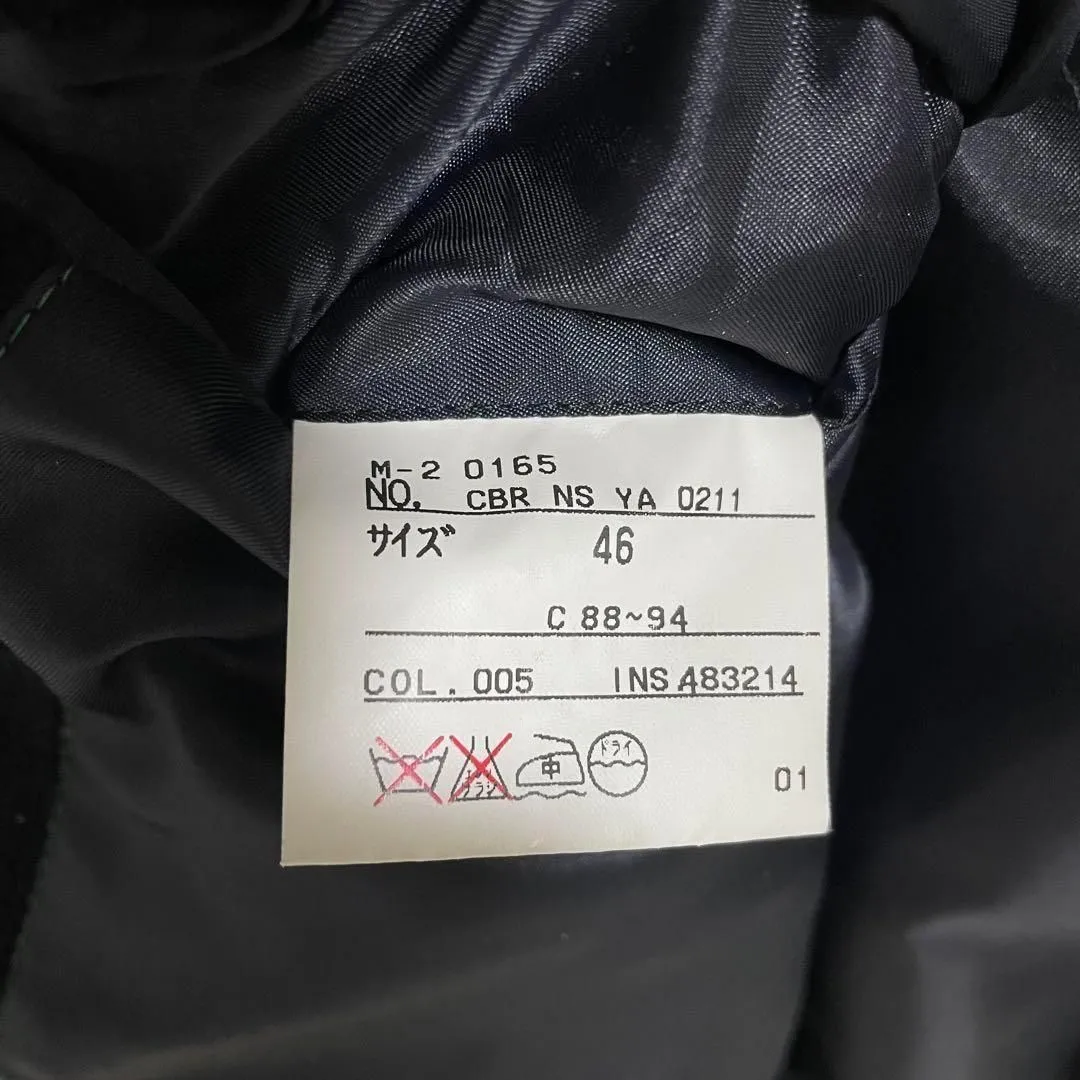 M-2 0165
NO. CBR NS YA 0211
サイズ 46
C 88~94
COL. 005 INS 483214
中 ドライ
01